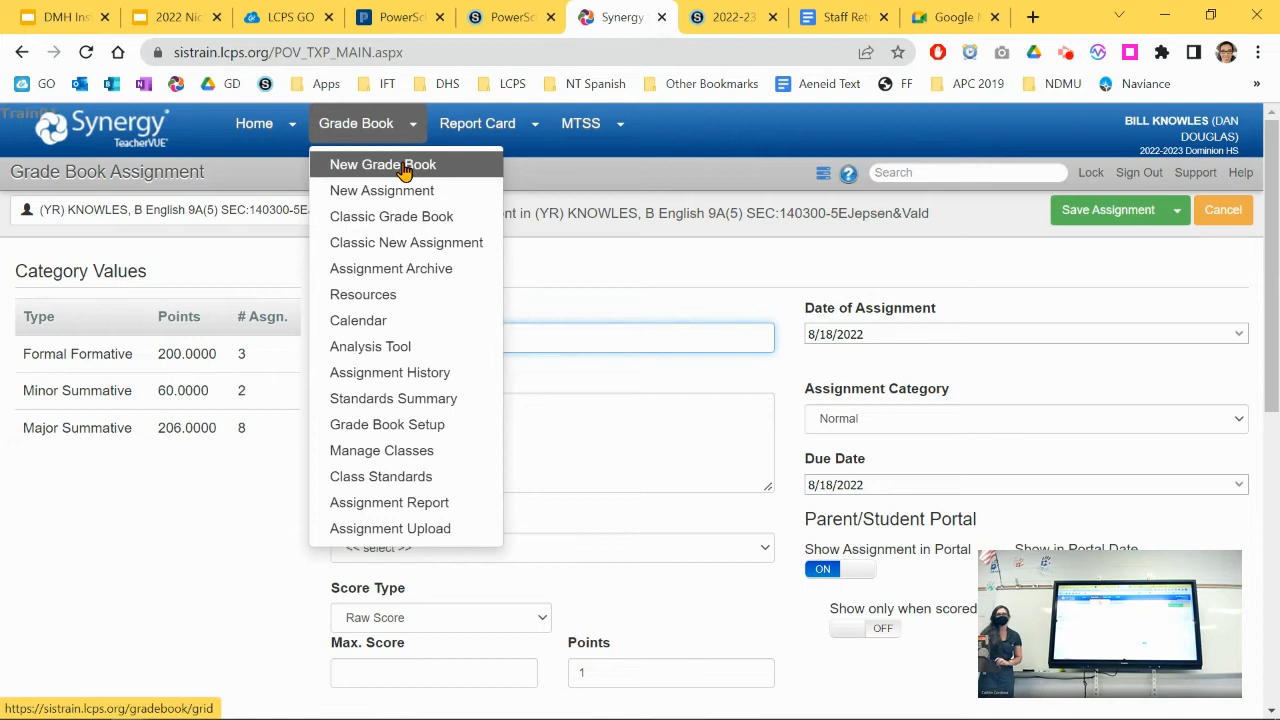 DMH Inst
2022 Nic
LCPS GO
PowerSch
PowerSch
Synergy
2022-23
Staff Ret
Google M
sistrain.lcps.org/POV_TXP_MAIN.aspx
GO
GD
Apps
IFT
DHS
LCPS
NT Spanish
Other Bookmarks
Aeneid Text
FF
APC 2019
NDMU
Naviance
Synergy
TeacherVUE
Home
Grade Book
Report Card
MTSS
BILL KNOWLES (DAN
DOUGLAS)
2022-2023 Dominion HS
Grade Book Assignment
Search
Lock
Sign Out
Support
Help
(YR) KNOWLES, B English 9A(5) SEC:140300-5E
ent in (YR) KNOWLES, B English 9A(5) SEC:140300-5EJepsen&Vald
Save Assignment
Cancel
New Grade Book
New Assignment
Classic Grade Book
Classic New Assignment
Assignment Archive
Resources
Calendar
Analysis Tool
Assignment History
Standards Summary
Grade Book Setup
Manage Classes
Class Standards
Assignment Report
Assignment Upload
Category Values
Type Points # Asgn.
Formal Formative 200.0000 3
Minor Summative 60.0000 2
Major Summative 206.0000 8
<< select >>
Score Type
Raw Score
Max. Score
Points
1
Date of Assignment
8/18/2022
Assignment Category
Normal
Due Date
8/18/2022
Parent/Student Portal
Show Assignment in Portal
Show in Portal Date
ON
Show only when scored
OFF
https://sistrain.lcps.org/gradebook/grid